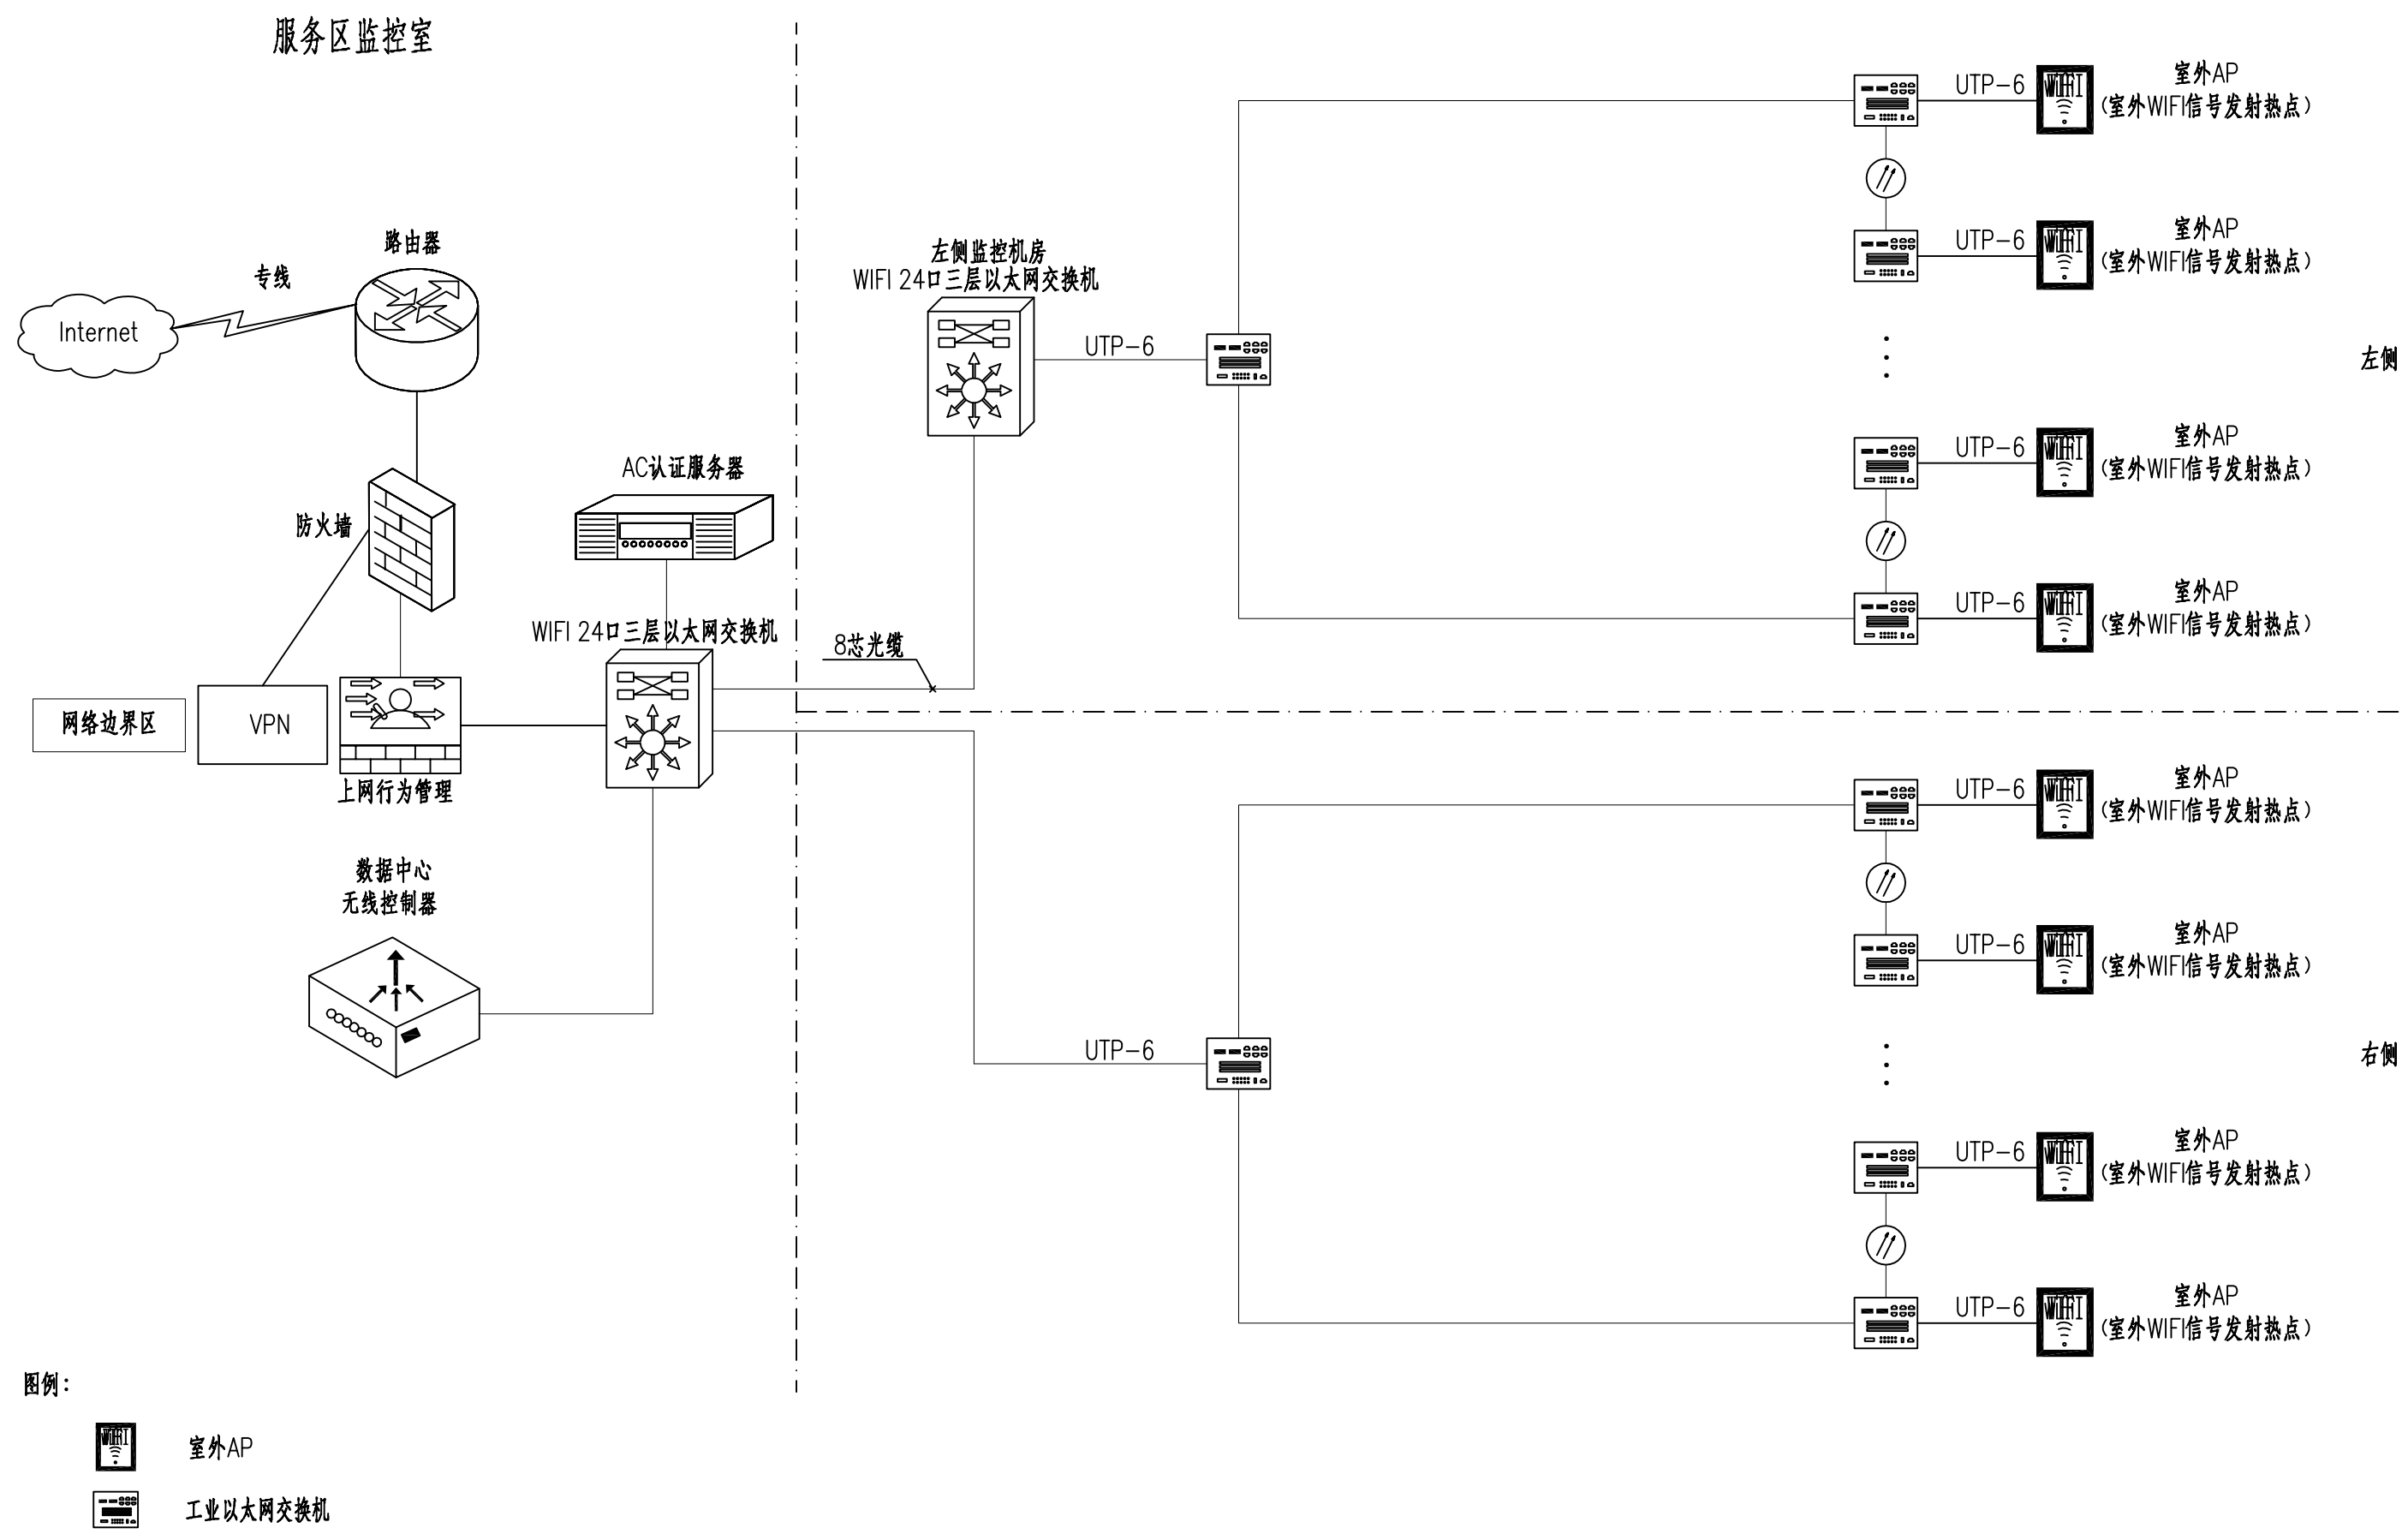 服务区监控室
专线
路由器
Internet
防火墙
AC认证服务器
WIFI 24口三层以太网交换机
网络边界区
VPN
上网行为管理
数据中心
无线控制器
8芯光缆
左侧监控机房
WIFI 24口三层以太网交换机
UTP-6
UTP-6
WIFI
室外AP
(室外WIFI信号发射热点)
UTP-6
WIFI
室外AP
(室外WIFI信号发射热点)
左侧
UTP-6
WIFI
室外AP
(室外WIFI信号发射热点)
UTP-6
WIFI
室外AP
(室外WIFI信号发射热点)
UTP-6
UTP-6
WIFI
室外AP
(室外WIFI信号发射热点)
UTP-6
WIFI
室外AP
(室外WIFI信号发射热点)
右侧
UTP-6
WIFI
室外AP
(室外WIFI信号发射热点)
UTP-6
WIFI
室外AP
(室外WIFI信号发射热点)
图例：
WIFI
室外AP
工业以太网交换机